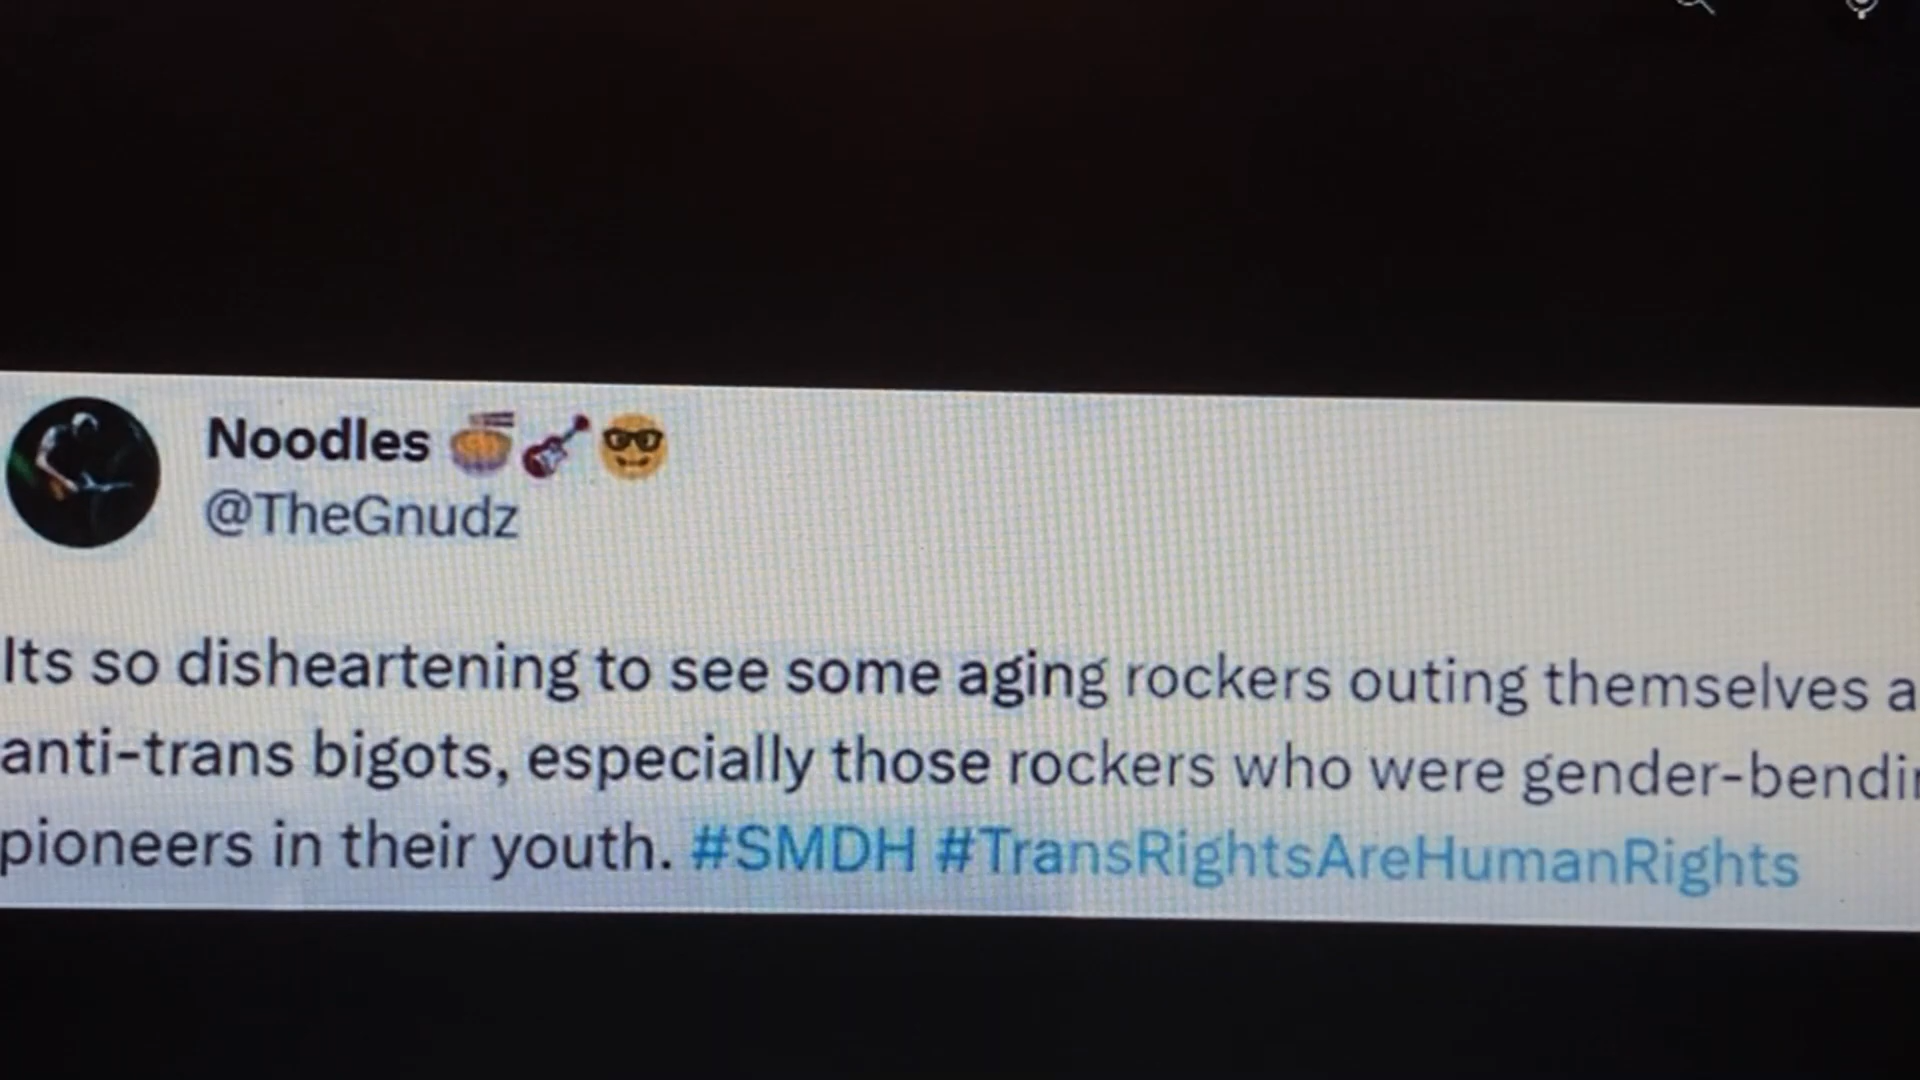 Noodles 🍜🎸🤓
@TheGnudz
Its so disheartening to see some aging rockers outing themselves a
anti-trans bigots, especially those rockers who were gender-bendin
pioneers in their youth. #SMDH #TransRightsAreHumanRights